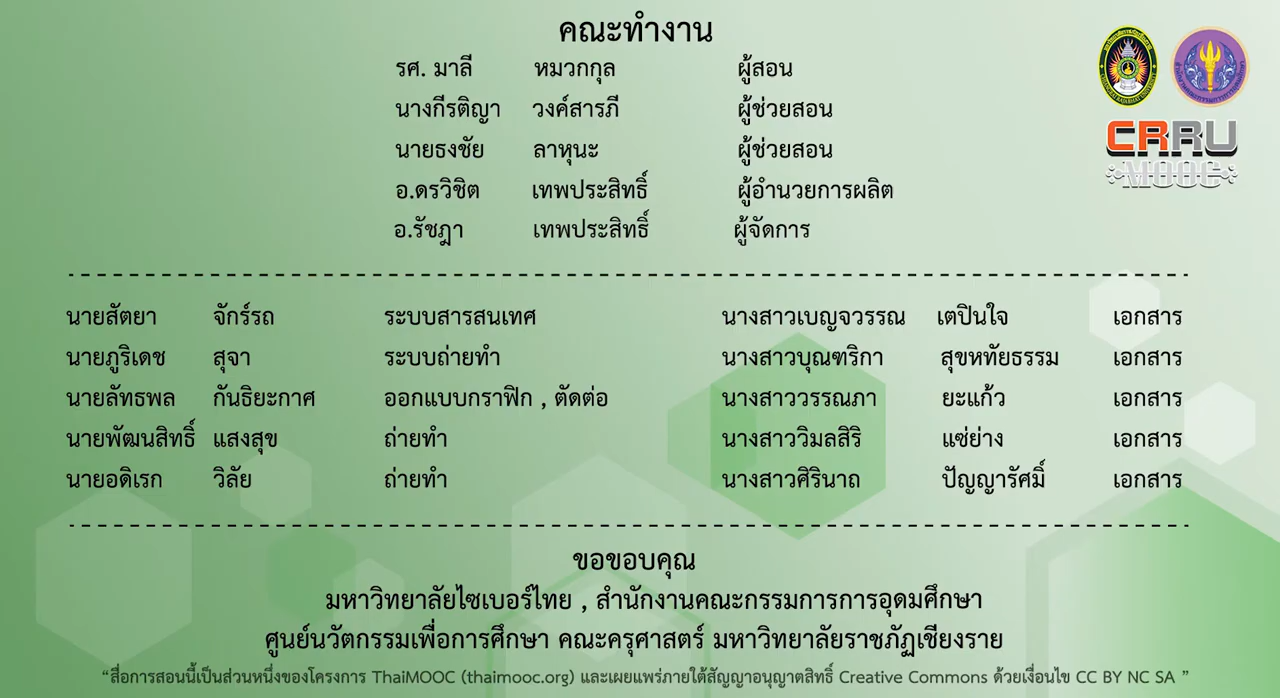 คณะทำงาน
รศ. มาลี หมวกกุล ผู้สอน
นางกีรติญา วงค์สารภี ผู้ช่วยสอน
นายธงชัย ลาหุนะ ผู้ช่วยสอน
อ.ดรวิชิต เทพประสิทธิ์ ผู้อำนวยการผลิต
อ.รัชฎา เทพประสิทธิ์ ผู้จัดการ
CRRU
MOOC
นายสัตยา จักร์รถ ระบบสารสนเทศ นางสาวเบญจวรรณ เตปินใจ เอกสาร
นายภูริเดช สุจา ระบบถ่ายทำ นางสาวบุณฑริกา สุขหทัยธรรม เอกสาร
นายลัทธพล กันธิยะกาศ ออกแบบกราฟิก , ตัดต่อ นางสาววรรณภา ยะแก้ว เอกสาร
นายพัฒนสิทธิ์ แสงสุข ถ่ายทำ นางสาววิมลสิริ แซ่ย่าง เอกสาร
นายอดิเรก วิลัย ถ่ายทำ นางสาวศิรินาถ ปัญญารัศมิ์ เอกสาร
ขอขอบคุณ
มหาวิทยาลัยไซเบอร์ไทย , สำนักงานคณะกรรมการการอุดมศึกษา
ศูนย์นวัตกรรมเพื่อการศึกษา คณะครุศาสตร์ มหาวิทยาลัยราชภัฏเชียงราย
“สื่อการสอนนี้เป็นส่วนหนึ่งของโครงการ ThaiMOOC (thaimooc.org) และเผยแพร่ภายใต้สัญญาอนุญาตสิทธิ์ Creative Commons ด้วยเงื่อนไข CC BY NC SA ”